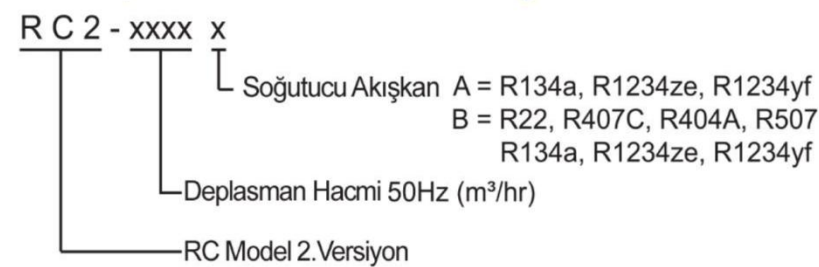 RC2 - xxxx x
Soğutucu Akışkan A = R134a, R1234ze, R1234yf
B = R22, R407C, R404A, R507
R134a, R1234ze, R1234yf
Deplasman Hacmi 50Hz (m³/hr)
RC Model 2.Versiyon